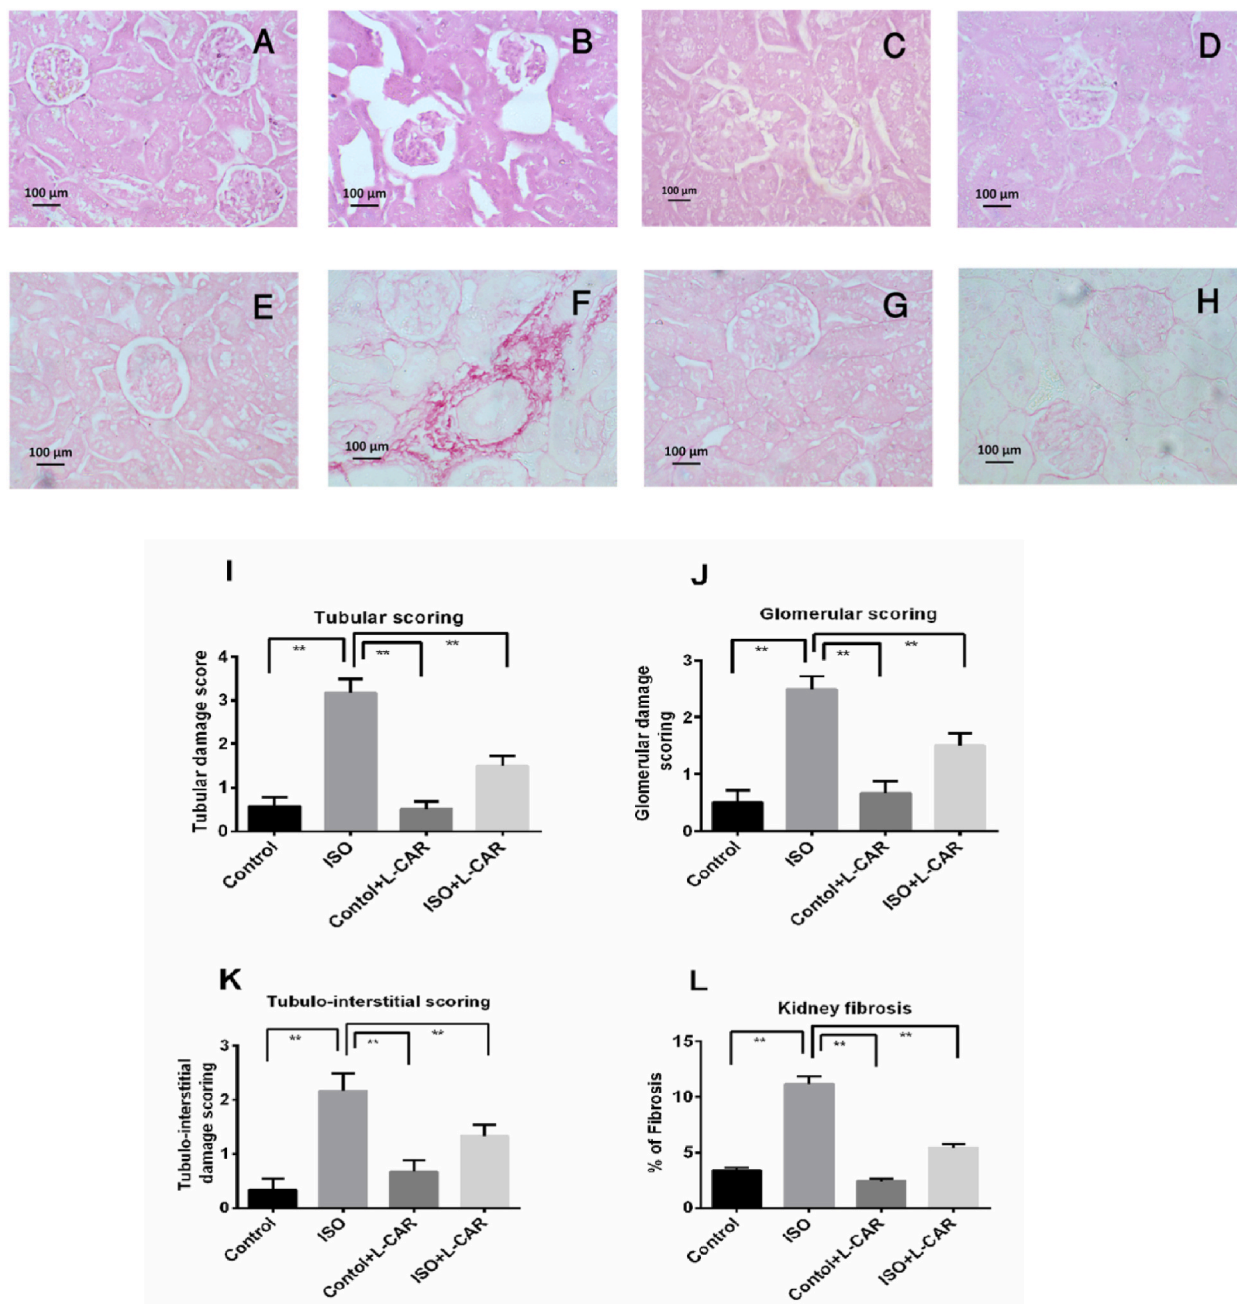 A
B
C
D
100 µm
100 µm
100 µm
100 µm
E
F
G
H
100 µm
100 µm
100 µm
100 µm
I
Tubular scoring
**
**
**
Tubular damage score
4
3
2
1
0
Control
ISO
Contol+L-CAR
ISO+L-CAR
J
Glomerular scoring
**
**
**
Glomerular damage
scoring
3
2
1
0
Control
ISO
Contol+L-CAR
ISO+L-CAR
K
Tubulo-interstitial scoring
**
**
**
Tubulo-interstitial
damage scoring
3
2
1
0
Control
ISO
Contol+L-CAR
ISO+L-CAR
L
Kidney fibrosis
**
**
**
% of Fibrosis
15
10
5
0
Control
ISO
Contol+L-CAR
ISO+L-CAR